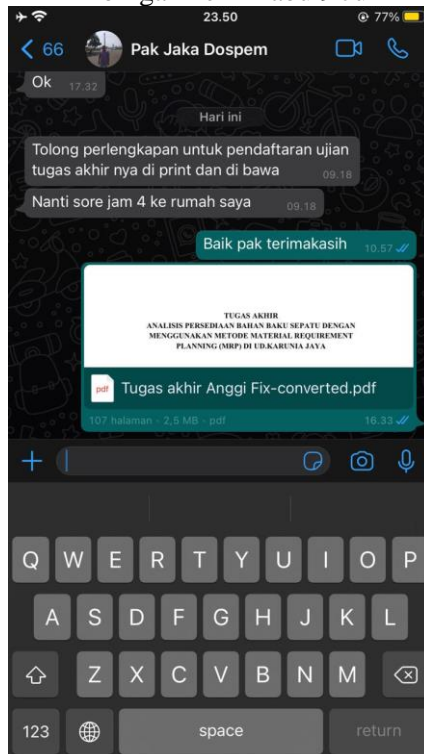 23.50
77%
66
Pak Jaka Dospem
Ok 17.32
Hari ini
Tolong perlengkapan untuk pendaftaran ujian
tugas akhir nya di print dan di bawa 09.18
Nanti sore jam 4 ke rumah saya 09.18
Baik pak terimakasih 10.57
TUGAS AKHIR
ANALISIS PERSEDIAAN BAHAN BAKU SEPATU DENGAN
MENGGUNAKAN METODE MATERIAL REQUIREMENT
PLANNING (MRP) DI UD.KARUNIA JAYA
pdf
Tugas akhir Anggi Fix-converted.pdf
107 halaman - 2,5 MB - pdf 16.33
Q W E R T Y U I O P
A S D F G H J K L
Z X C V B N M
123 space return